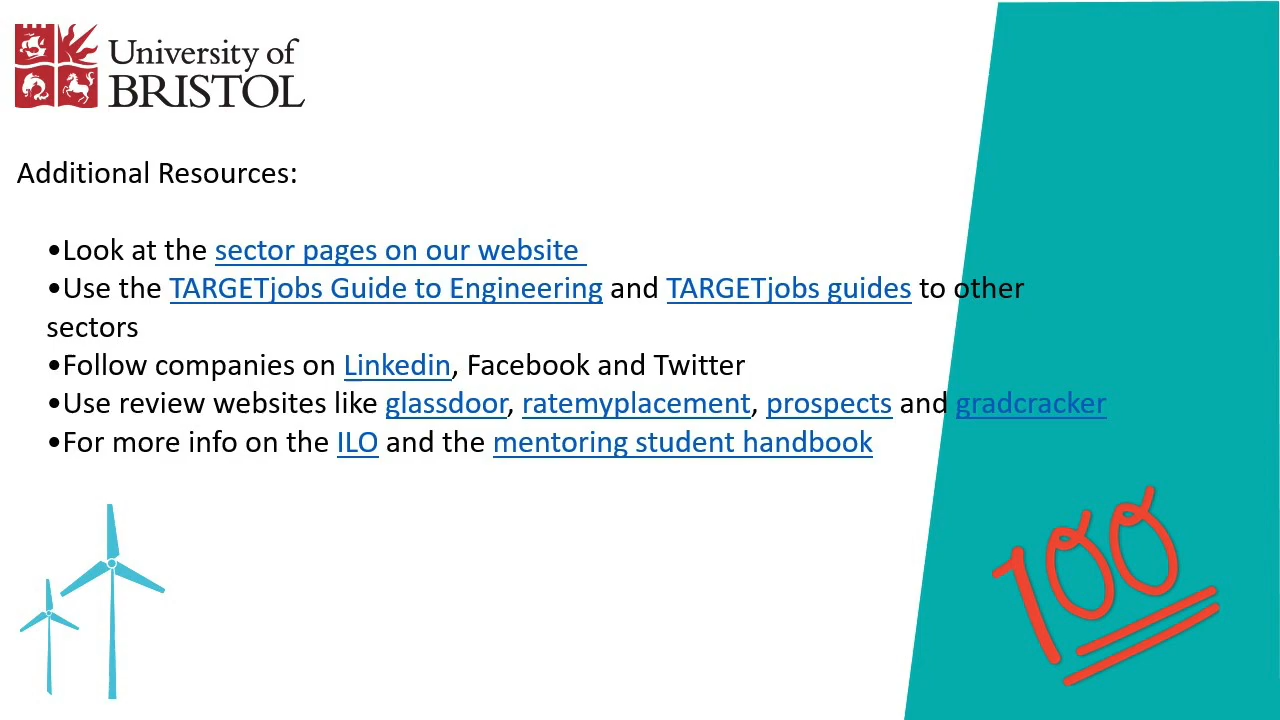 University of
BRISTOL
Additional Resources:
•Look at the sector pages on our website
•Use the TARGETjobs Guide to Engineering and TARGETjobs guides to other
sectors
•Follow companies on Linkedin, Facebook and Twitter
•Use review websites like glassdoor, ratemyplacement, prospects and gradcracker
•For more info on the ILO and the mentoring student handbook
100